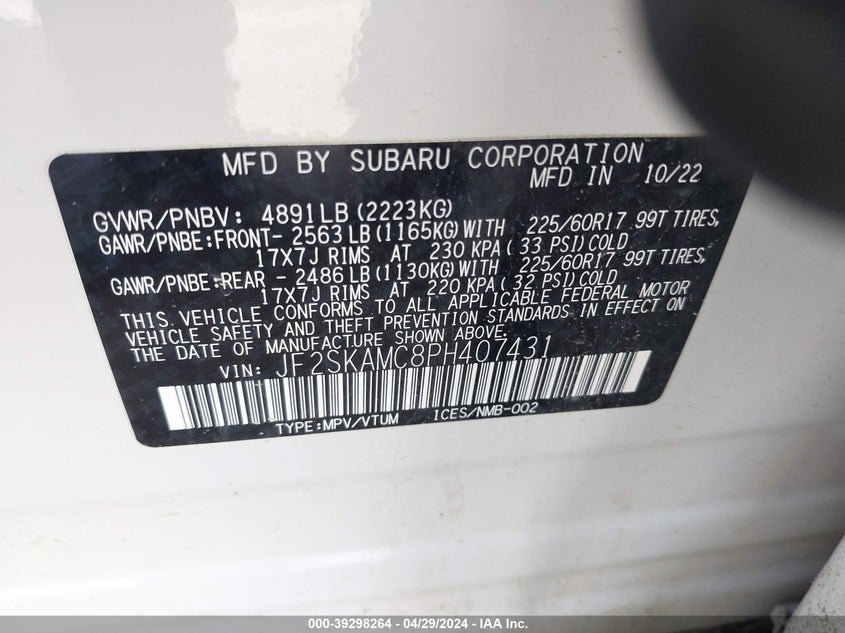 MFD BY SUBARU CORPORATION
MFD IN 10/22
GVWR/PNBV: 4891LB (2223KG)
GAWR/PNBE:FRONT- 2563LB (1165KG) WITH 225/60R17 99T TIRES,
17X7J RIMS AT 230 KPA ( 33 PSI) COLD
GAWR/PNBE:REAR - 2486LB (1130KG) WITH 225/60R17 99T TIRES,
17X7J RIMS AT 220 KPA ( 32 PSI) COLD
THIS VEHICLE CONFORMS TO ALL APPLICABLE FEDERAL MOTOR
VEHICLE SAFETY AND THEFT PREVENTION STANDARDS IN EFFECT ON
THE DATE OF MANUFACTURE SHOWN ABOVE.
VIN: JF2SKAMC8PH407431
TYPE:MPV/VTUM ICES/NMB-002
000-39298264 - 04/29/2024 - IAA Inc.